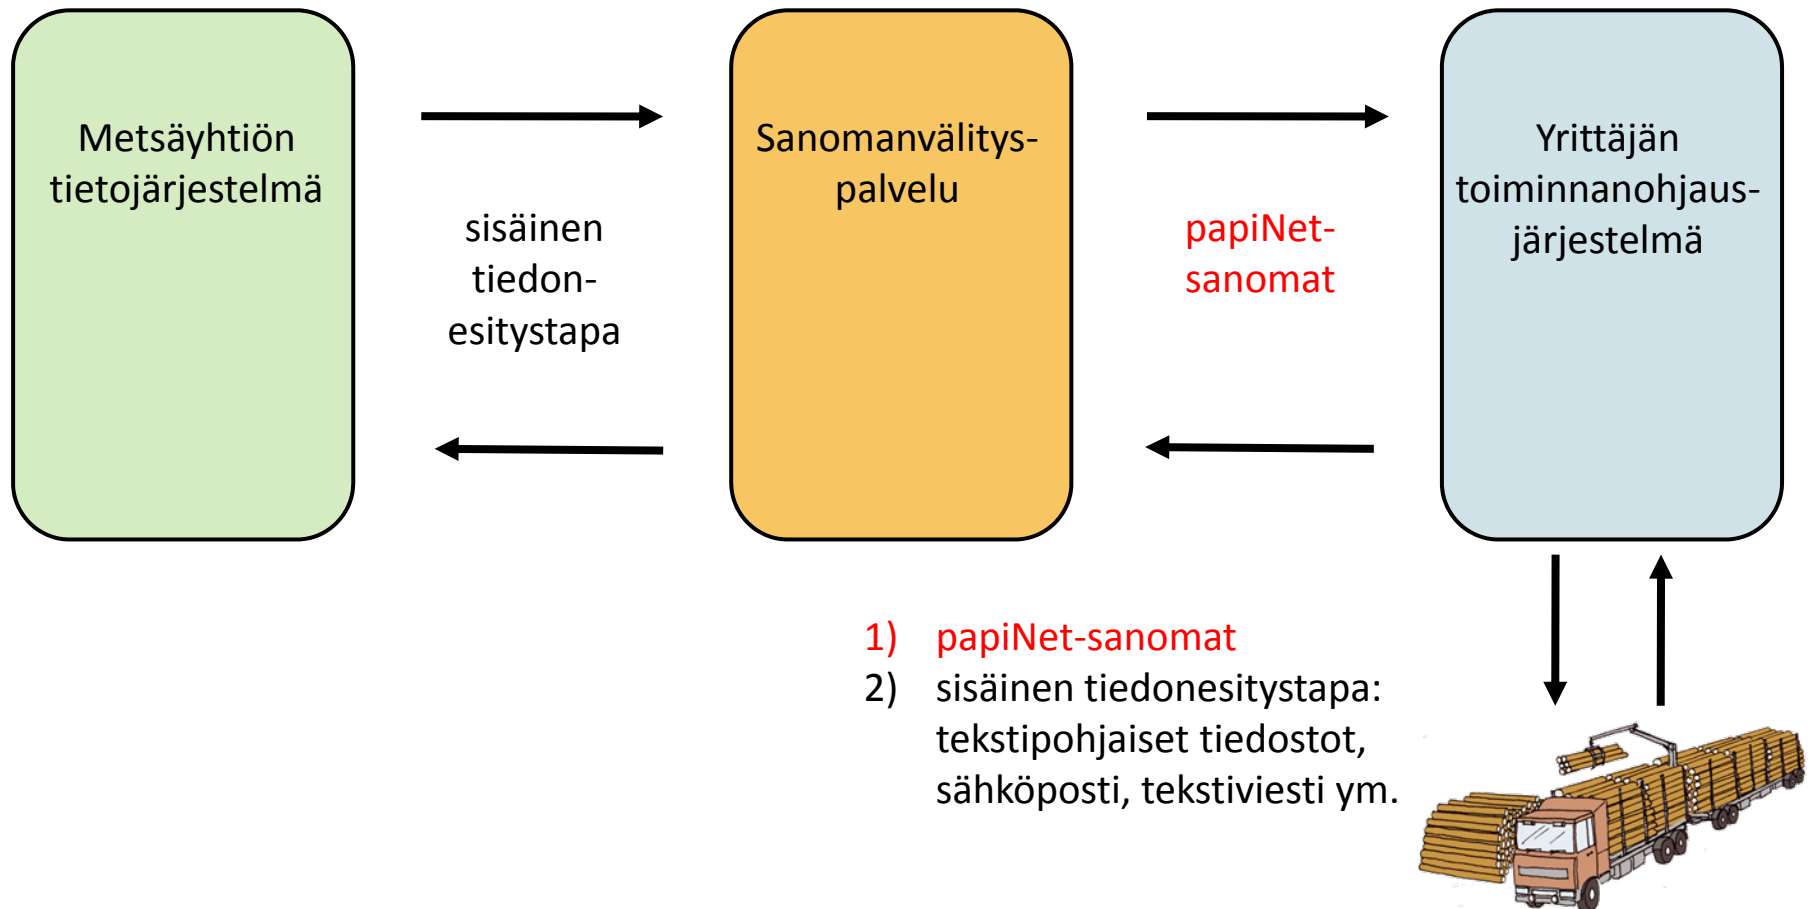 Metsäyhtiön
tietojärjestelmä
sisäinen
tiedon-
esitystapa
Sanomanvälitys-
palvelu
papiNet-
sanomat
Yrittäjän
toiminnanohjaus-
järjestelmä
1) papiNet-sanomat
2) sisäinen tiedonesitystapa:
tekstipohjaiset tiedostot,
sähköposti, tekstiviesti ym.